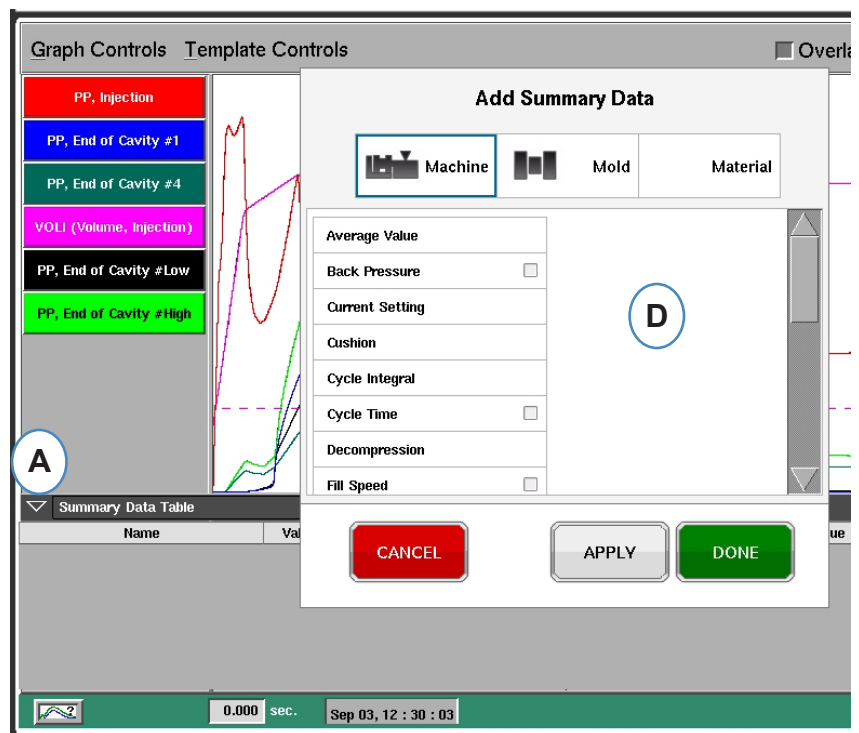 Graph Controls Template Controls
Overla
PP, Injection
PP, End of Cavity #1
PP, End of Cavity #4
VOLI (Volume, Injection)
PP, End of Cavity #Low
PP, End of Cavity #High
A
Add Summary Data
Machine Mold Material
Average Value
Back Pressure
Current Setting
Cushion
Cycle Integral
Cycle Time
Decompression
Fill Speed
D
CANCEL APPLY DONE
Summary Data Table
Name Val ue
0.000 sec. Sep 03, 12 : 30 : 03